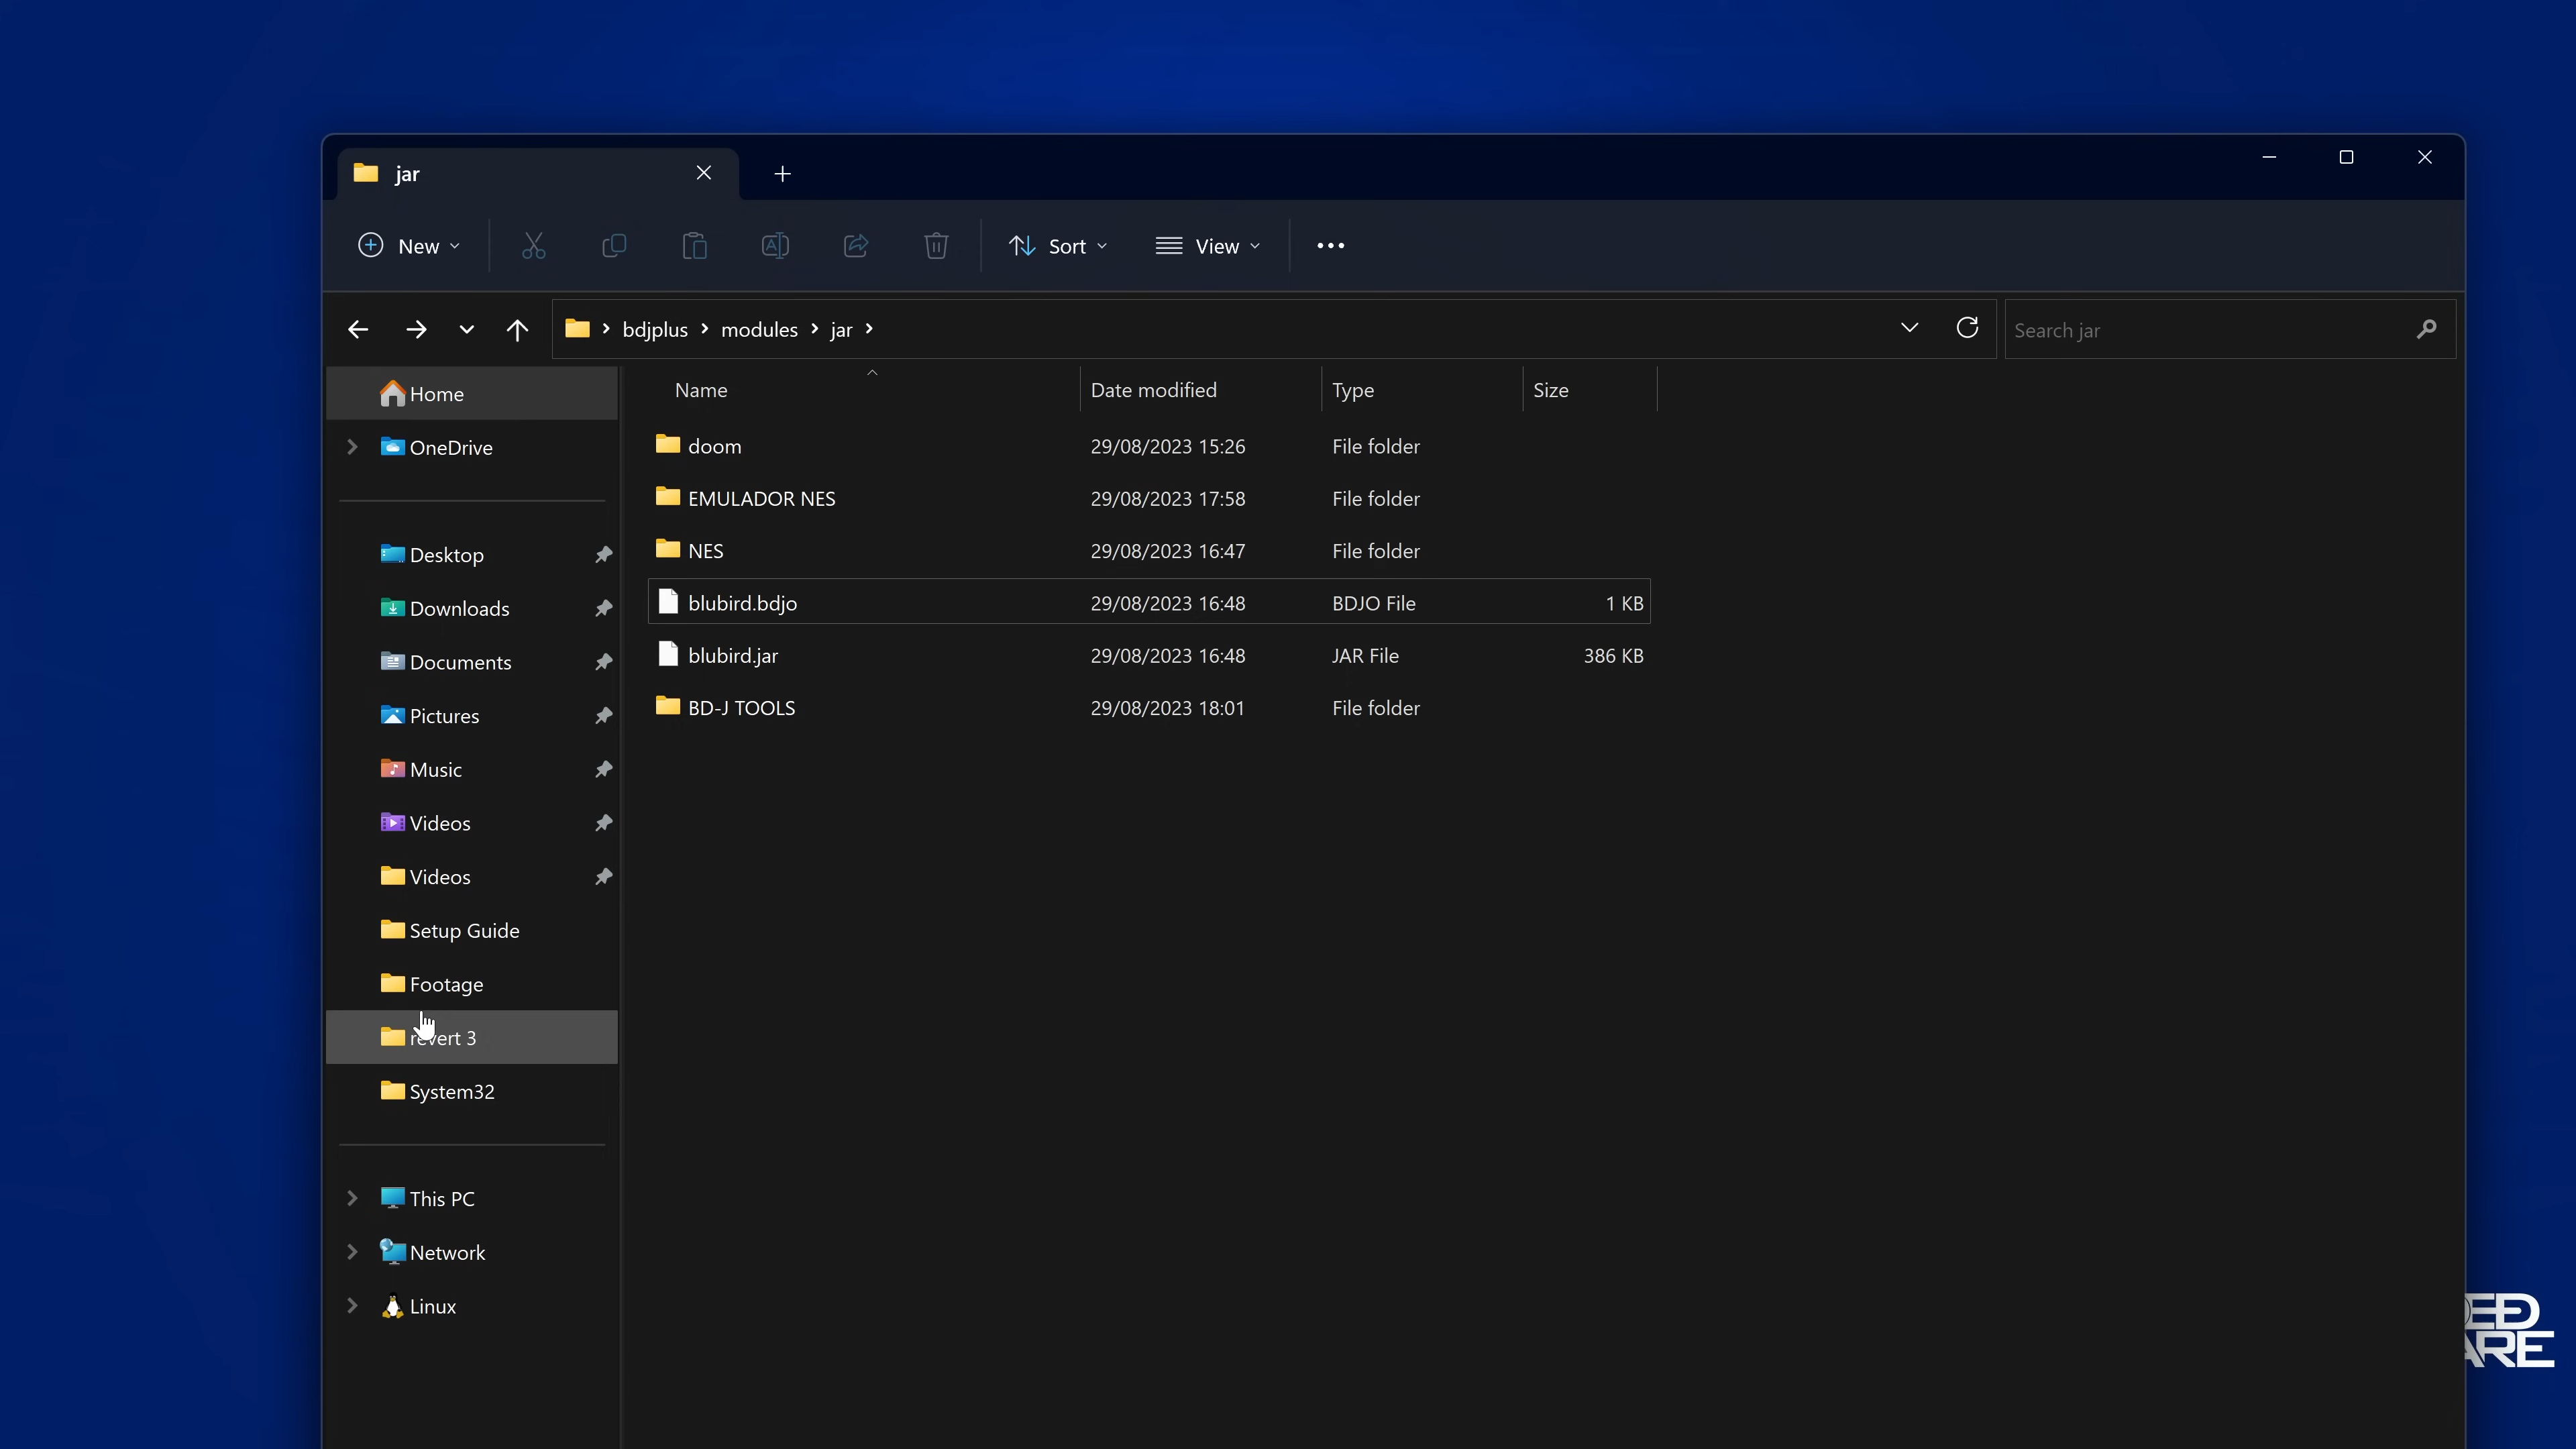 jar
New
Sort
View
bdjplus
modules
jar
Search jar
Home
OneDrive
Desktop
Downloads
Documents
Pictures
Music
Videos
Videos
Setup Guide
Footage
revert 3
System32
This PC
Network
Linux
Name Date modified Type Size
doom 29/08/2023 15:26 File folder
EMULADOR NES 29/08/2023 17:58 File folder
NES 29/08/2023 16:47 File folder
blubird.bdjo 29/08/2023 16:48 BDJO File 1 KB
blubird.jar 29/08/2023 16:48 JAR File 386 KB
BD-J TOOLS 29/08/2023 18:01 File folder